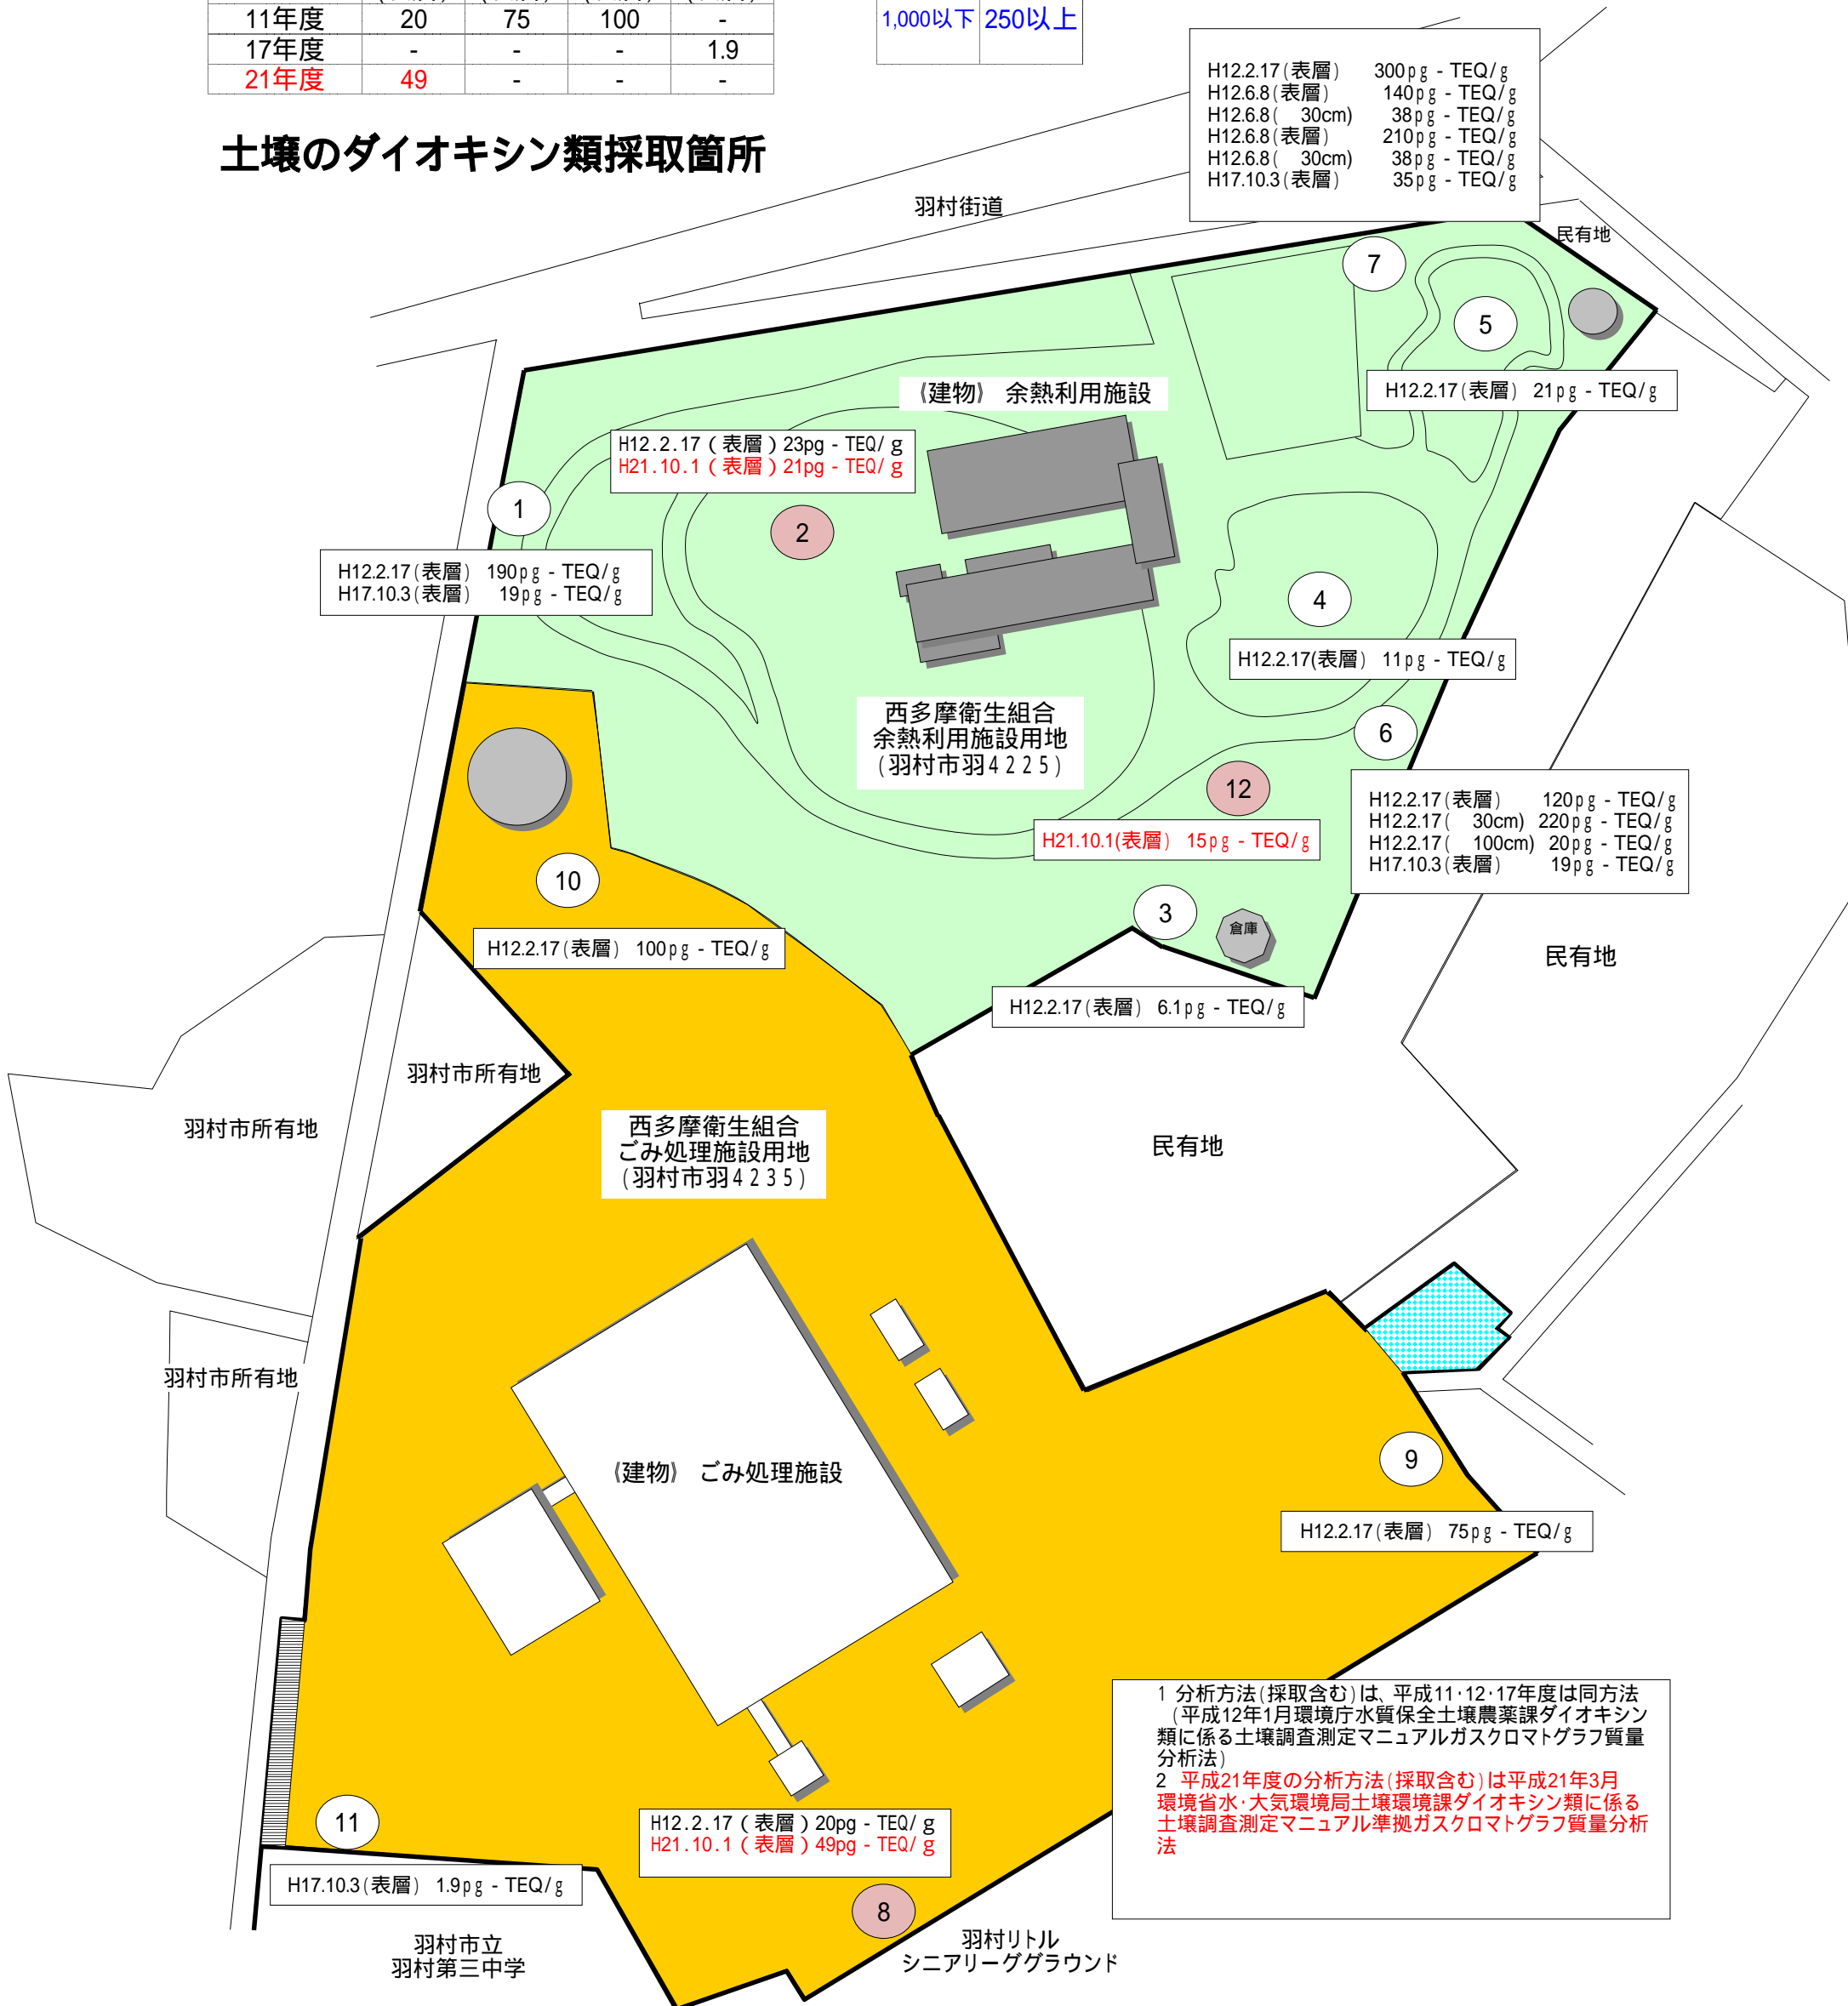 11年度 20 75 100 -
17年度 - - - 1.9
21年度 49 - - -
1,000以下 250以上
土壌のダイオキシン類採取箇所
H12.2.17(表層) 300pg-TEQ/g
H12.6.8(表層) 140pg-TEQ/g
H12.6.8( 30cm) 38pg-TEQ/g
H12.6.8(表層) 210pg-TEQ/g
H12.6.8( 30cm) 38pg-TEQ/g
H17.10.3(表層) 35pg-TEQ/g
羽村街道
民有地
7
5
H12.2.17(表層) 21pg-TEQ/g
《建物》 余熱利用施設
H12.2.17(表層)23pg-TEQ/g
H21.10.1(表層)21pg-TEQ/g
1
2
H12.2.17(表層) 190pg-TEQ/g
H17.10.3(表層) 19pg-TEQ/g
4
H12.2.17(表層) 11pg-TEQ/g
西多摩衛生組合
余熱利用施設用地
(羽村市羽4225)
6
12
H12.2.17(表層) 120pg-TEQ/g
H12.2.17( 30cm) 220pg-TEQ/g
H12.2.17( 100cm) 20pg-TEQ/g
H17.10.3(表層) 19pg-TEQ/g
H21.10.1(表層) 15pg-TEQ/g
10
3
倉庫
H12.2.17(表層) 100pg-TEQ/g
民有地
H12.2.17(表層) 6.1pg-TEQ/g
羽村市所有地
羽村市所有地
西多摩衛生組合
ごみ処理施設用地
(羽村市羽4235)
民有地
羽村市所有地
《建物》 ごみ処理施設
9
H12.2.17(表層) 75pg-TEQ/g
1 分析方法(採取含む)は、平成11・12・17年度は同方法
(平成12年1月環境庁水質保全土壌農薬課ダイオキシン
類に係る土壌調査測定マニュアルガスクロマトグラフ質量
分析法)
2 平成21年度の分析方法(採取含む)は平成21年3月
環境省水・大気環境局土壌環境課ダイオキシン類に係る
土壌調査測定マニュアル準拠ガスクロマトグラフ質量分析
法
11
H12.2.17(表層)20pg-TEQ/g
H21.10.1(表層)49pg-TEQ/g
H17.10.3(表層) 1.9pg-TEQ/g
8
羽村市立
羽村第三中学
羽村リトル
シニアリーググラウンド